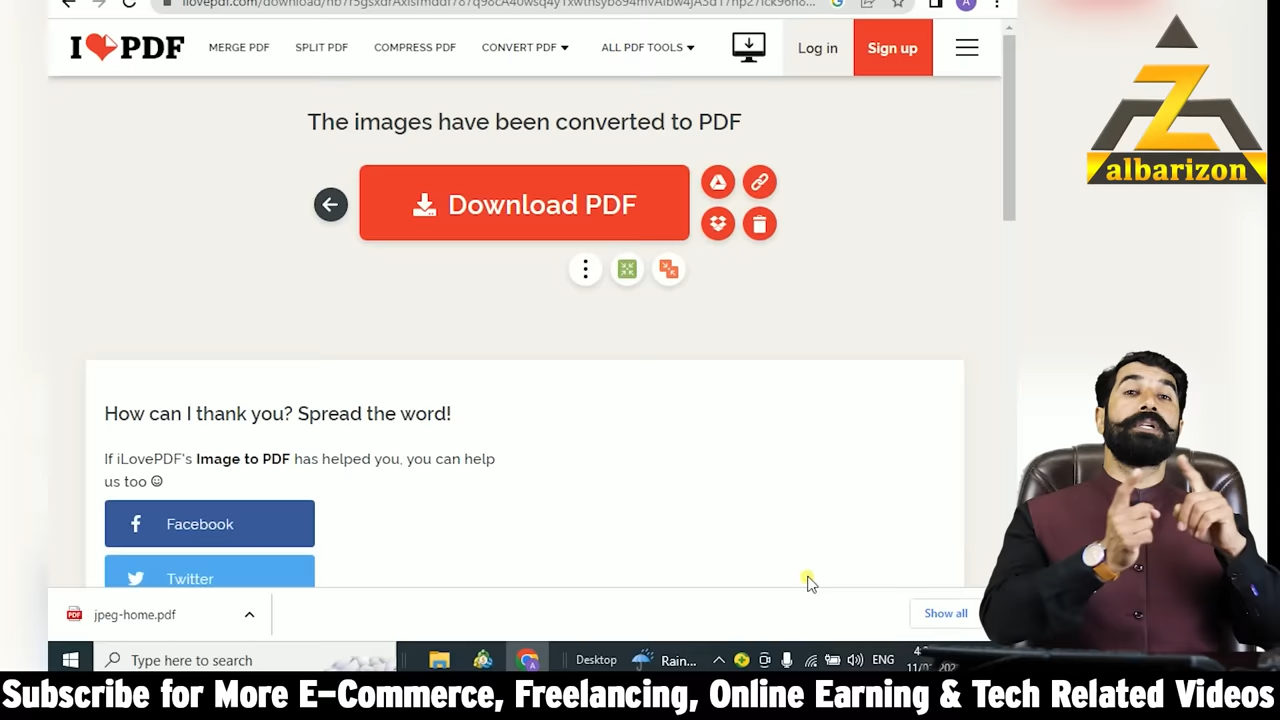 I PDF
MERGE PDF
SPLIT PDF
COMPRESS PDF
CONVERT PDF
ALL PDF TOOLS
Log in
Sign up
The images have been converted to PDF
Download PDF
How can I thank you? Spread the word!
If iLovePDF's Image to PDF has helped you, you can help
us too
Facebook
Twitter
jpeg-home.pdf
Show all
Type here to search
Desktop
Rain...
ENG
albarizon
Subscribe for More E-Commerce, Freelancing, Online Earning & Tech Related Videos